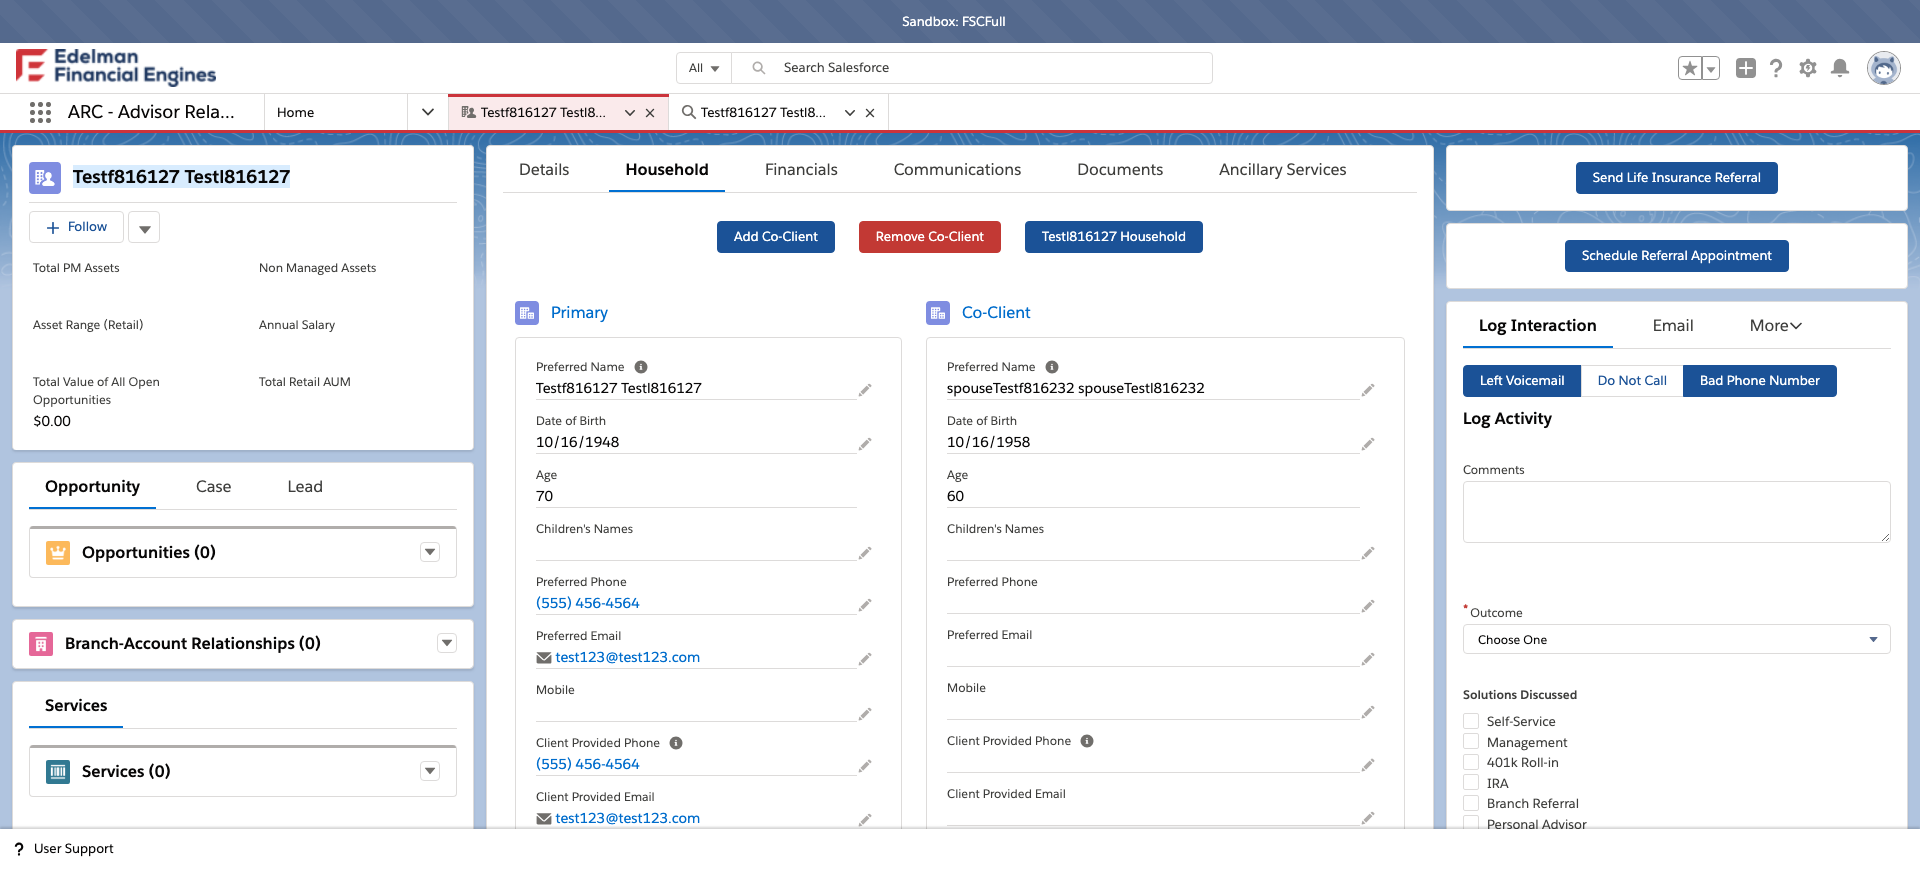 Sandbox: FSCFull
Edelman
Financial Engines
All
Search Salesforce
ARC - Advisor Rela...
Home
Testf816127 Testl8...
Testf816127 Testl8...
Testf816127 Testl816127
Follow
Total PM Assets
Non Managed Assets
Asset Range (Retail)
Annual Salary
Total Value of All Open
Opportunities
$0.00
Total Retail AUM
Opportunity
Case
Lead
Opportunities (0)
Branch-Account Relationships (0)
Services
Services (0)
Details
Household
Financials
Communications
Documents
Ancillary Services
Add Co-Client
Remove Co-Client
Testl816127 Household
Primary
Preferred Name
Testf816127 Testl816127
Date of Birth
10/16/1948
Age
70
Children's Names
Preferred Phone
(555) 456-4564
Preferred Email
test123@test123.com
Mobile
Client Provided Phone
(555) 456-4564
Client Provided Email
test123@test123.com
Co-Client
Preferred Name
spouseTestf816232 spouseTestl816232
Date of Birth
10/16/1958
Age
60
Children's Names
Preferred Phone
Preferred Email
Mobile
Client Provided Phone
Client Provided Email
Send Life Insurance Referral
Schedule Referral Appointment
Log Interaction
Email
More
Left Voicemail
Do Not Call
Bad Phone Number
Log Activity
Comments
* Outcome
Choose One
Solutions Discussed
Self-Service
Management
401k Roll-in
IRA
Branch Referral
Personal Advisor
? User Support